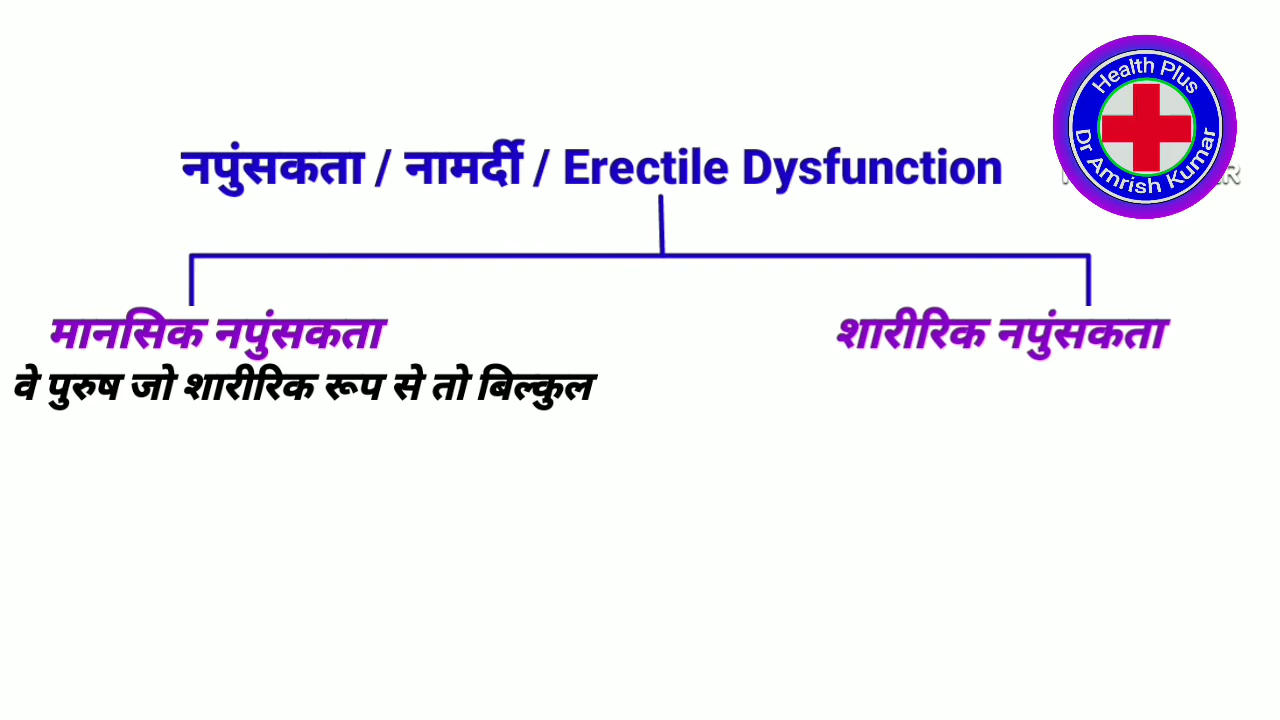 Health Plus
नपुंसकता / नामर्दी / Erectile Dysfunction
Dr Amrish Kumar
मानसिक नपुंसकता
शारीरिक नपुंसकता
वे पुरुष जो शारीरिक रूप से तो बिल्कुल